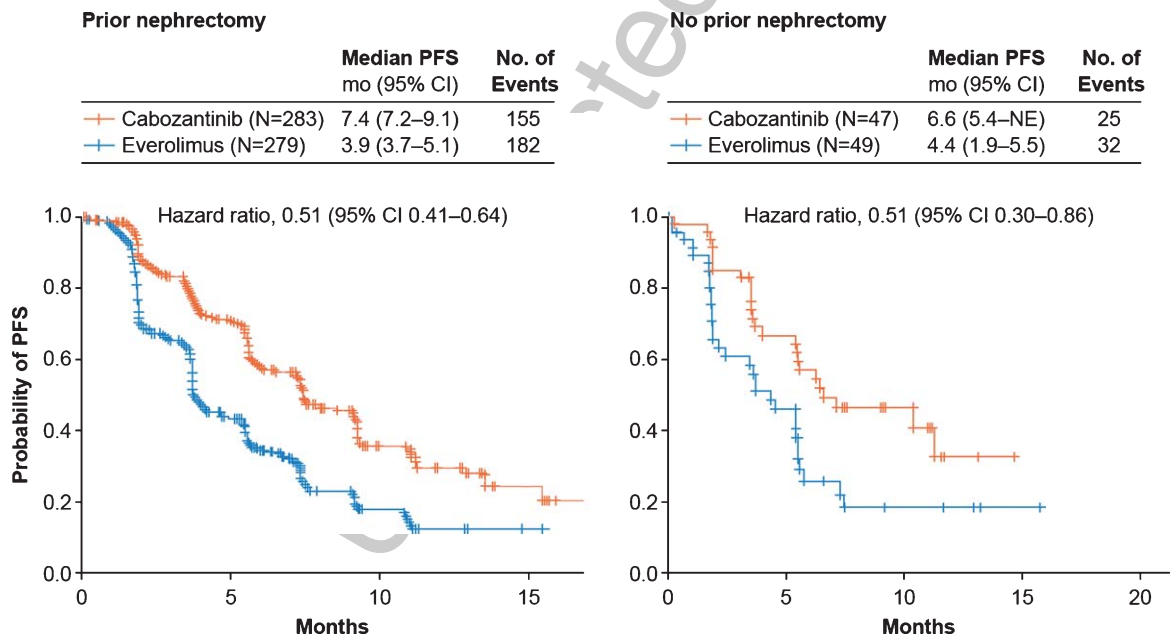 Prior nephrectomy
Median PFS No. of
mo (95% CI) Events
Cabozantinib (N=283) 7.4 (7.2–9.1) 155
Everolimus (N=279) 3.9 (3.7–5.1) 182
Hazard ratio, 0.51 (95% CI 0.41–0.64)
Probability of PFS
1.0
0.8
0.6
0.4
0.2
0.0
0 5 10 15
Months
No prior nephrectomy
Median PFS No. of
mo (95% CI) Events
Cabozantinib (N=47) 6.6 (5.4–NE) 25
Everolimus (N=49) 4.4 (1.9–5.5) 32
Hazard ratio, 0.51 (95% CI 0.30–0.86)
1.0
0.8
0.6
0.4
0.2
0.0
0 5 10 15 20
Months